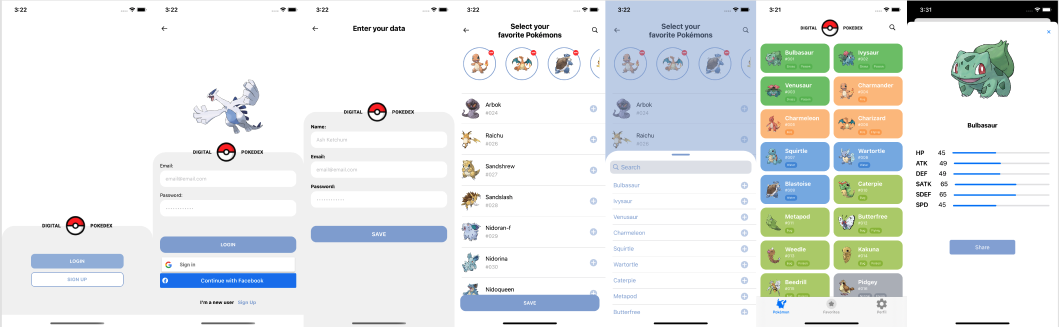 3:22
DIGITAL POKEDEX
LOGIN
SIGN UP
3:22
DIGITAL POKEDEX
Email:
email@email.com
Password:
LOGIN
Sign in
Continue with Facebook
I'm a new user Sign Up
3:22
Enter your data
DIGITAL POKEDEX
Name:
Ash Ketchum
Email:
email@email.com
Password:
SAVE
3:22
Select your
favorite Pokémons
Arbok
#024
Raichu
#026
Sandshrew
#027
Sandslash
#028
Nidoran-f
#029
Nidorina
#030
Nidoqueen
SAVE
3:22
Select your
favorite Pokémons
Arbok
#024
Raichu
#026
Search
Bulbasaur
Ivysaur
Venusaur
Charmeleon
Squirtle
Wartortle
Caterpie
Metapod
Butterfree
3:21
DIGITAL POKEDEX
Bulbasaur
#001
Ivysaur
#002
Venusaur
#003
Charmander
#004
Charmeleon
#005
Charizard
#006
Squirtle
#007
Wartortle
#008
Blastoise
#009
Caterpie
#010
Metapod
#011
Butterfree
#012
Weedle
#013
Kakuna
#014
Beedrill
#015
Pidgey
#016
Pokémon
Favoritos
Perfil
3:31
Bulbasaur
HP 45
ATK 49
DEF 49
SATK 65
SDEF 65
SPD 45
Share